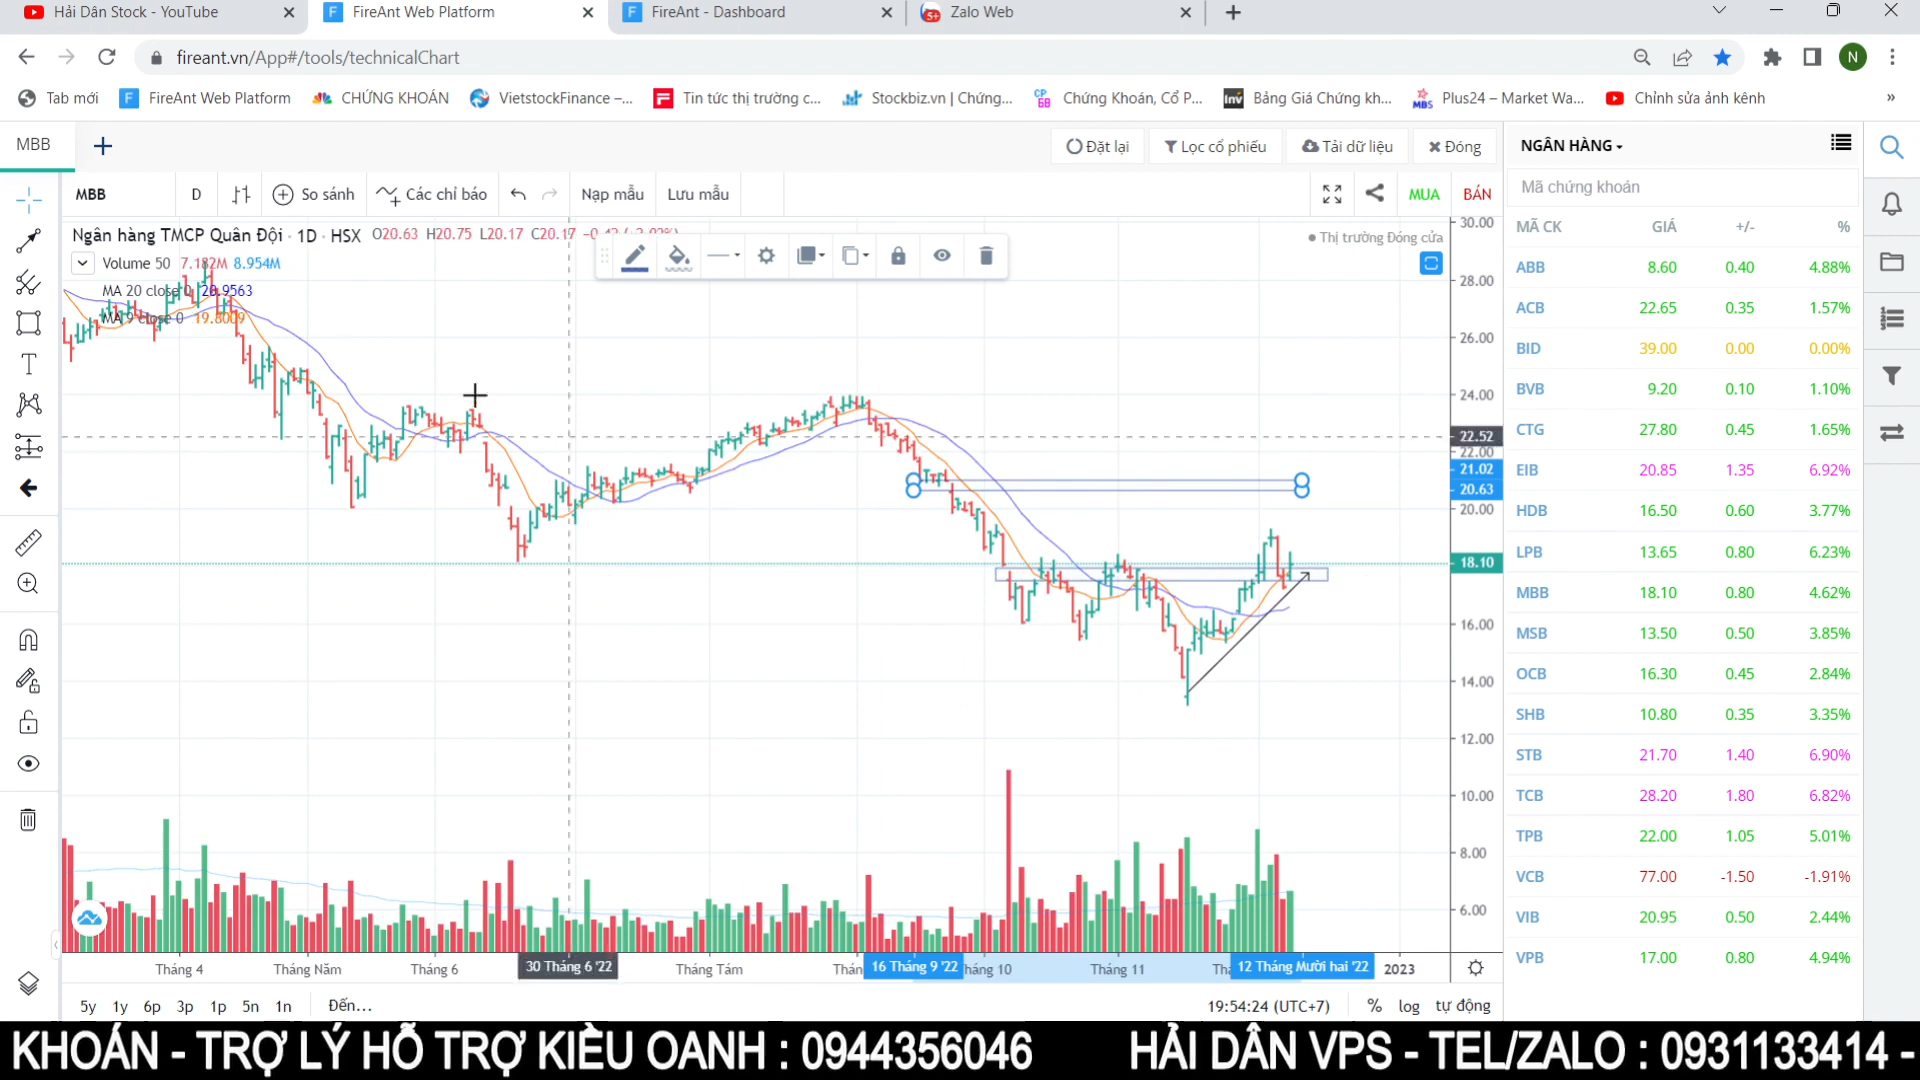 Hải Dân Stock - YouTube
FireAnt Web Platform
FireAnt - Dashboard
5+
Zalo Web
fireant.vn/App#/tools/technicalChart
N
Tab mới
FireAnt Web Platform
CHỨNG KHOÁN
VietstockFinance –...
Tin tức thị trường c...
Stockbiz.vn | Chứng...
CP 68
Chứng Khoán, Cổ P...
Inv
Bảng Giá Chứng kh...
MBS
Plus24 – Market Wa...
Chỉnh sửa ảnh kênh
»
MBB
Đặt lại
Lọc cổ phiếu
Tải dữ liệu
Đóng
MBB
D
So sánh
Các chỉ báo
Nạp mẫu
Lưu mẫu
MUA
BÁN
Ngân hàng TMCP Quân Đội · 1D · HSX
O20.63 H20.75 L20.17 C20.17
Thị trường Đóng cửa
Volume 50 7.182M 8.954M
MA 20 close 0 20.9563
MA 9 close 0 19.8009
30.00
28.00
26.00
24.00
22.52
22.00
21.02
20.63
20.00
18.10
16.00
14.00
12.00
10.00
8.00
6.00
Tháng 4
Tháng Năm
Tháng 6
30 Tháng 6 '22
Tháng Tám
16 Tháng 9 '22
Tháng 11
12 Tháng Mười hai '22
2023
5y
1y
6p
3p
1p
5n
1n
Đến...
19:54:24 (UTC+7)
%
log
tự động
NGÂN HÀNG
Mã chứng khoán
MÃ CK GIÁ +/- %
ABB 8.60 0.40 4.88%
ACB 22.65 0.35 1.57%
BID 39.00 0.00 0.00%
BVB 9.20 0.10 1.10%
CTG 27.80 0.45 1.65%
EIB 20.85 1.35 6.92%
HDB 16.50 0.60 3.77%
LPB 13.65 0.80 6.23%
MBB 18.10 0.80 4.62%
MSB 13.50 0.50 3.85%
OCB 16.30 0.45 2.84%
SHB 10.80 0.35 3.35%
STB 21.70 1.40 6.90%
TCB 28.20 1.80 6.82%
TPB 22.00 1.05 5.01%
VCB 77.00 -1.50 -1.91%
VIB 20.95 0.50 2.44%
VPB 17.00 0.80 4.94%
KHOÁN - TRỢ LÝ HỖ TRỢ KIỀU OANH : 0944356046 HẢI DÂN VPS - TEL/ZALO : 0931133414 -